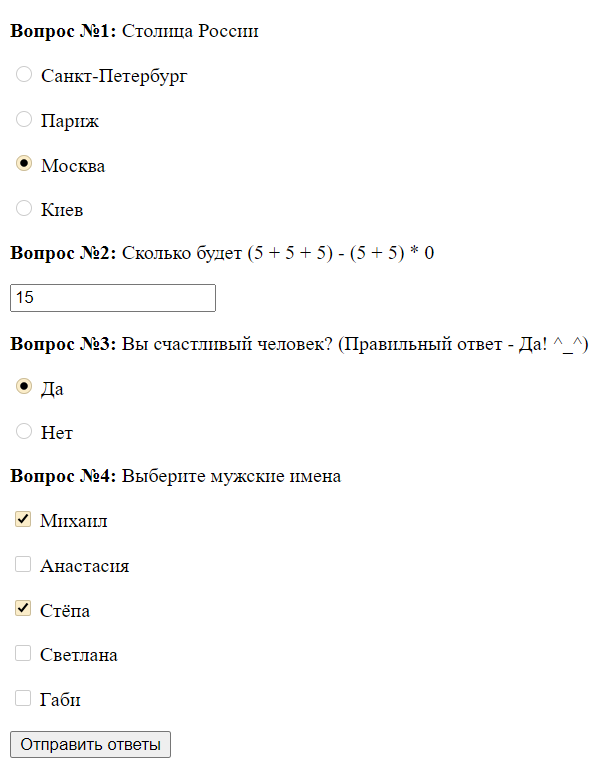 Вопрос №1: Столица России
Санкт-Петербург
Париж
Москва
Киев
Вопрос №2: Сколько будет (5 + 5 + 5) - (5 + 5) * 0
15
Вопрос №3: Вы счастливый человек? (Правильный ответ - Да! ^_^)
Да
Нет
Вопрос №4: Выберите мужские имена
Михаил
Анастасия
Стёпа
Светлана
Габи
Отправить ответы